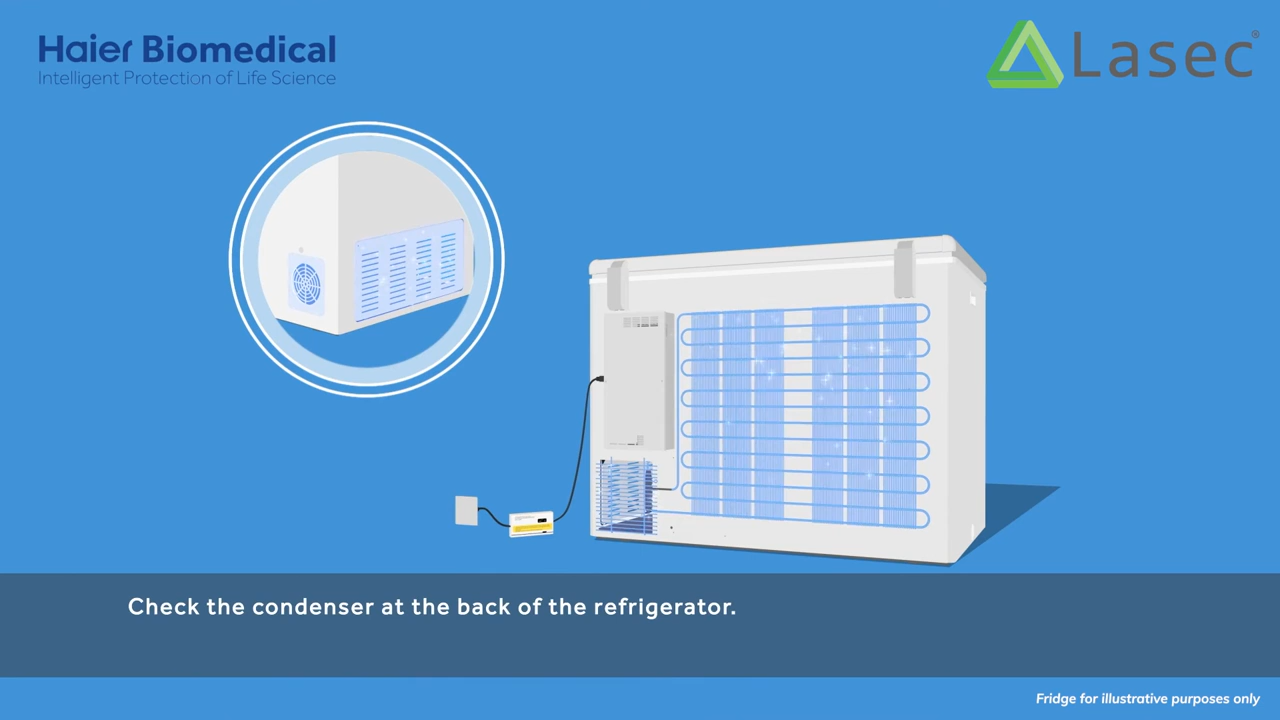 Haier Biomedical
Intelligent Protection of Life Science
Lasec®
Check the condenser at the back of the refrigerator.
Fridge for illustrative purposes only